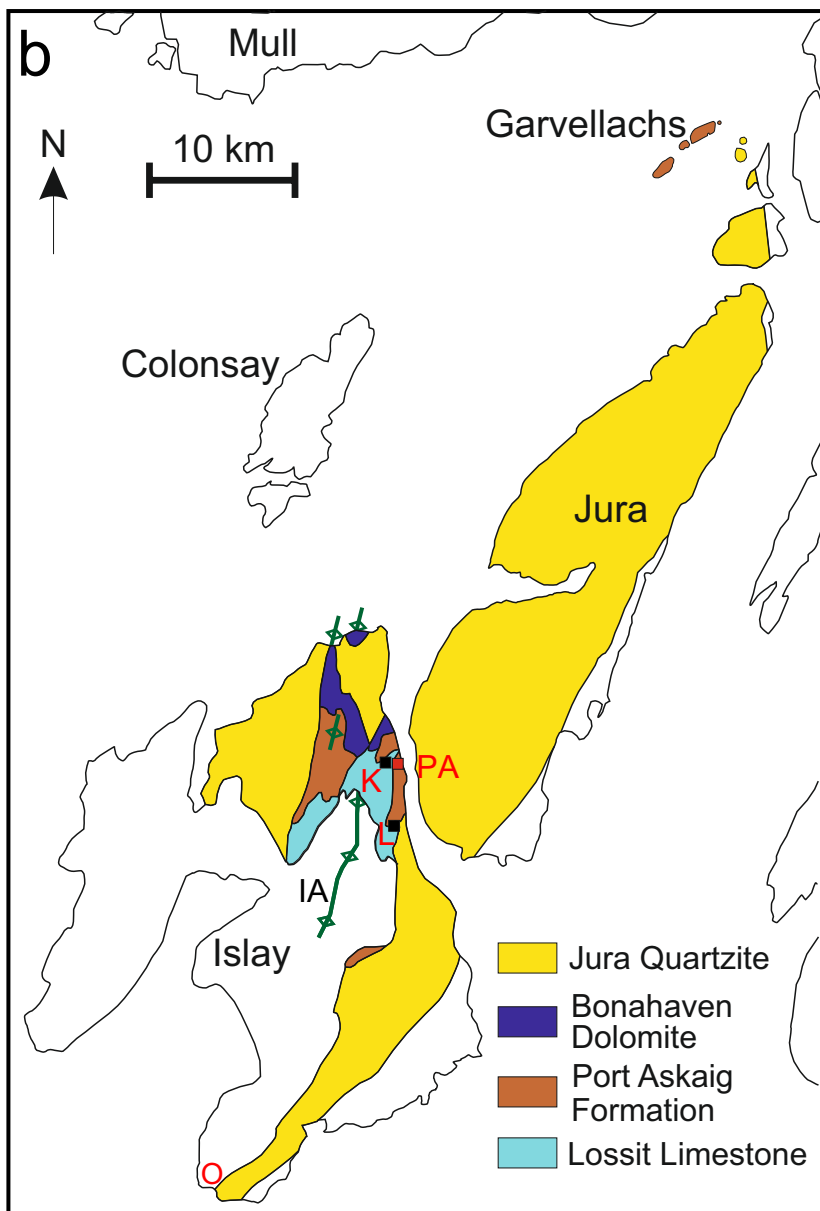 b
Mull
Garvellachs
N
10 km
Colonsay
Jura
PA
K
L
IA
Islay
Jura Quartzite
Bonahaven
Dolomite
Port Askaig
Formation
Lossit Limestone
O